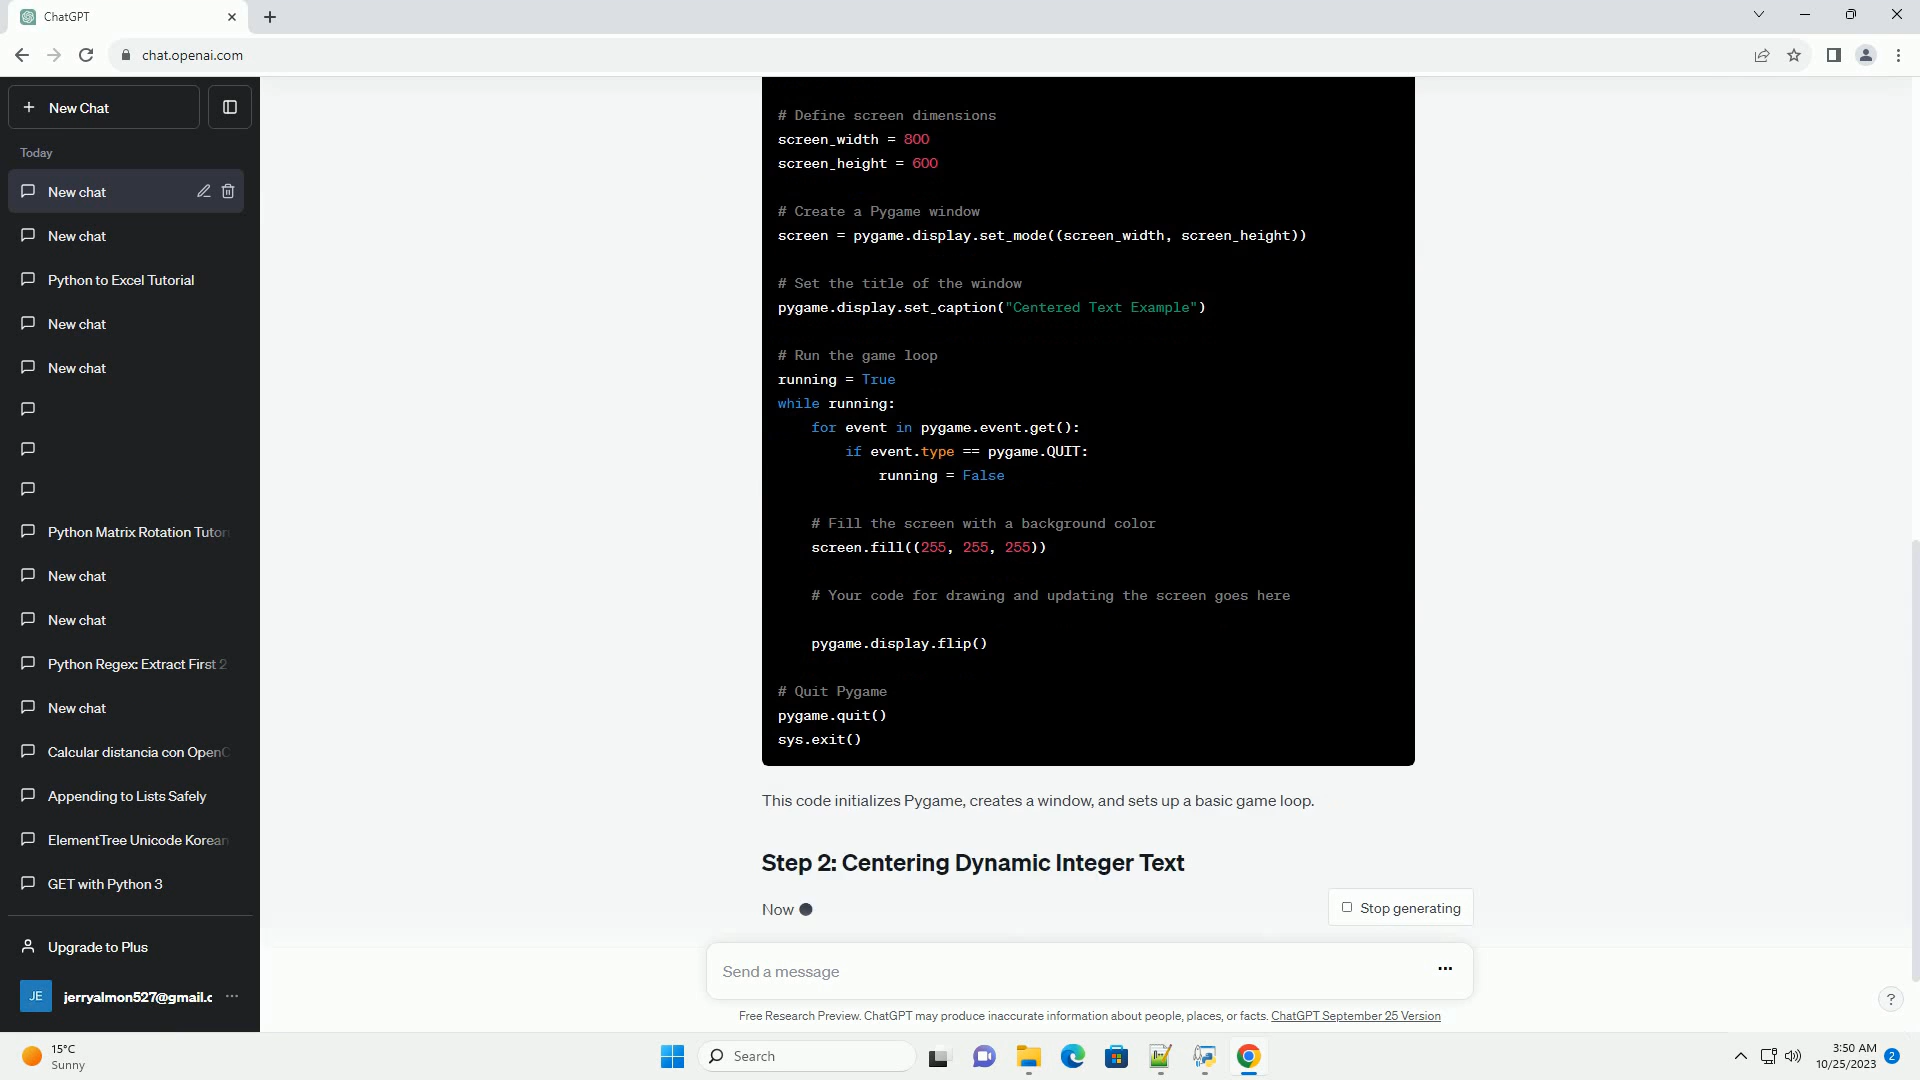 ChatGPT
chat.openai.com
New Chat
Today
New chat
New chat
Python to Excel Tutorial
New chat
New chat
Python Matrix Rotation Tutor
New chat
New chat
Python Regex: Extract First 2
New chat
Calcular distancia con OpenC
Appending to Lists Safely
ElementTree Unicode Korean
GET with Python 3
Upgrade to Plus
JE
jerryalmon527@gmail.c
# Define screen dimensions
screen_width = 800
screen_height = 600
# Create a Pygame window
screen = pygame.display.set_mode((screen_width, screen_height))
# Set the title of the window
pygame.display.set_caption("Centered Text Example")
# Run the game loop
running = True
while running:
for event in pygame.event.get():
if event.type == pygame.QUIT:
running = False
# Fill the screen with a background color
screen.fill((255, 255, 255))
# Your code for drawing and updating the screen goes here
pygame.display.flip()
# Quit Pygame
pygame.quit()
sys.exit()
This code initializes Pygame, creates a window, and sets up a basic game loop.
Step 2: Centering Dynamic Integer Text
Now
Stop generating
Send a message
Free Research Preview. ChatGPT may produce inaccurate information about people, places, or facts. ChatGPT September 25 Version
?
15°C
Sunny
Search
3:50 AM
10/25/2023
2